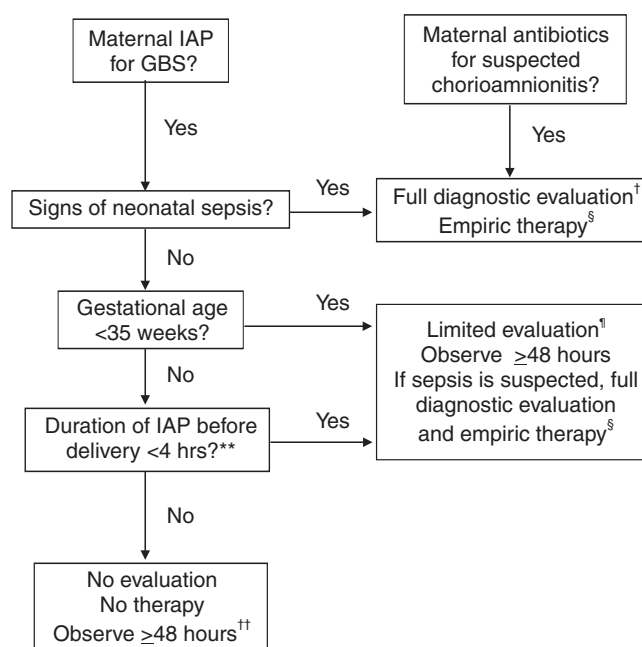 Maternal IAP
for GBS?
Maternal antibiotics
for suspected
chorioamnionitis?
Yes
Yes
Signs of neonatal sepsis?
Yes
Full diagnostic evaluation†
Empiric therapy§
No
Gestational age
<35 weeks?
Yes
Limited evaluation¶
Observe ≥48 hours
If sepsis is suspected, full
diagnostic evaluation
and empiric therapy§
No
Duration of IAP before
delivery <4 hrs?**
Yes
No
No evaluation
No therapy
Observe ≥48 hours††